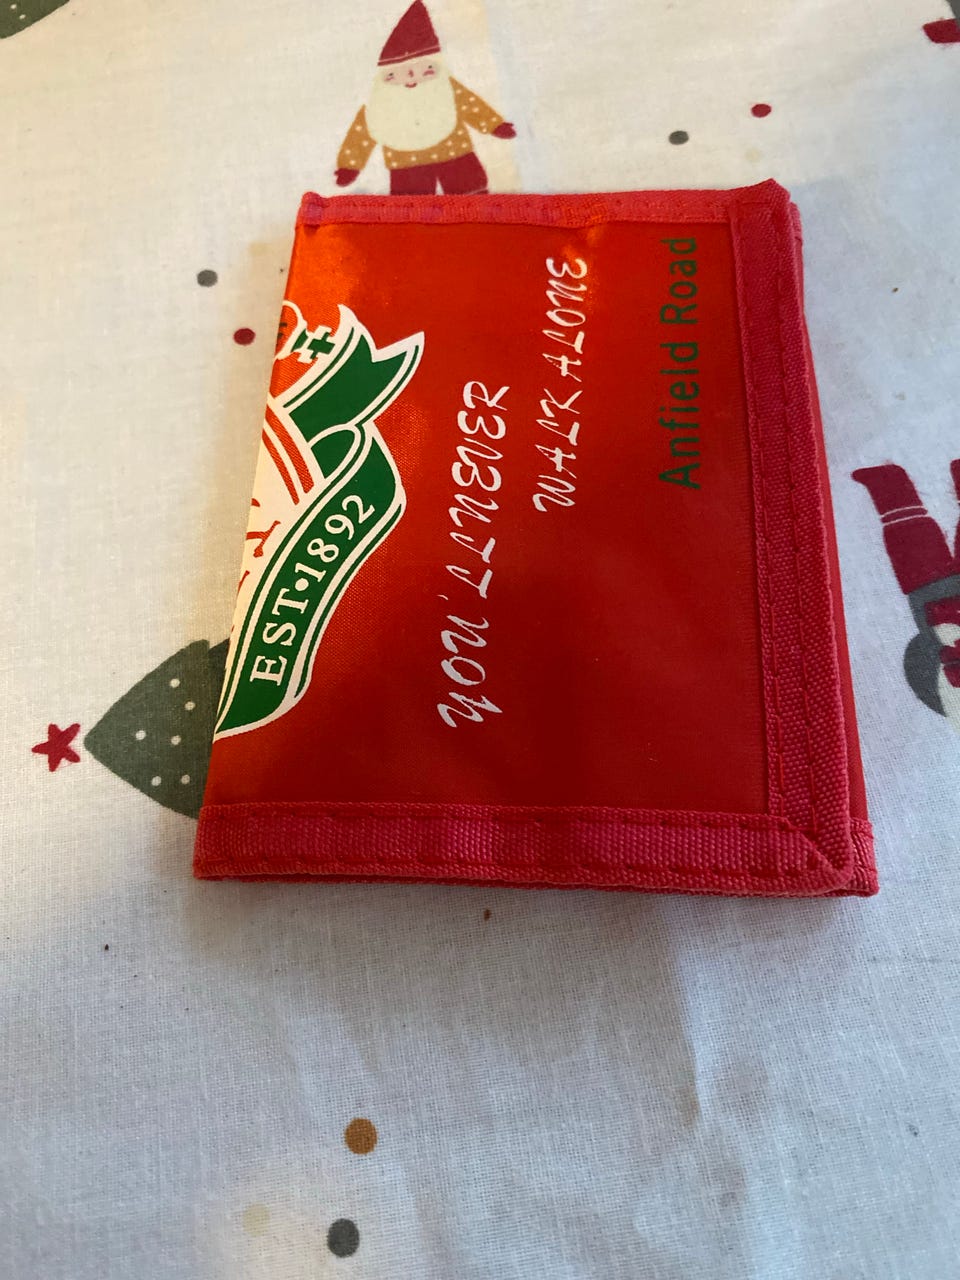 EST•1892
YOU'LL NEVER
WALK ALONE
Anfield Road